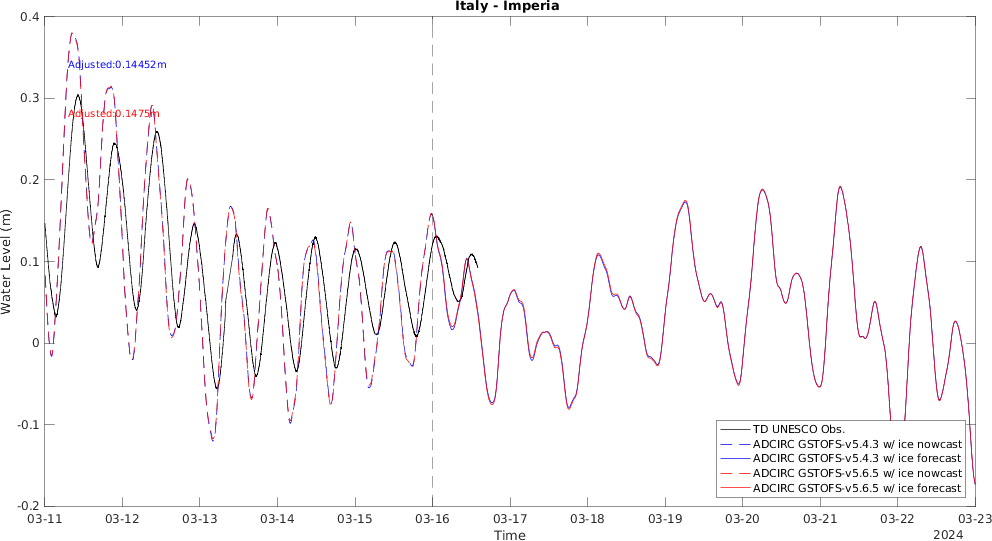 Italy - Imperia
Water Level (m)
0.4
0.3
0.2
0.1
0
-0.1
-0.2
Adjusted:0.14452m
Adjusted:0.1475m
TD UNESCO Obs.
ADCIRC GSTOFS-v5.4.3 w/ ice nowcast
ADCIRC GSTOFS-v5.4.3 w/ ice forecast
ADCIRC GSTOFS-v5.6.5 w/ ice nowcast
ADCIRC GSTOFS-v5.6.5 w/ ice forecast
03-11 03-12 03-13 03-14 03-15 03-16 03-17 03-18 03-19 03-20 03-21 03-22 03-23
Time
2024